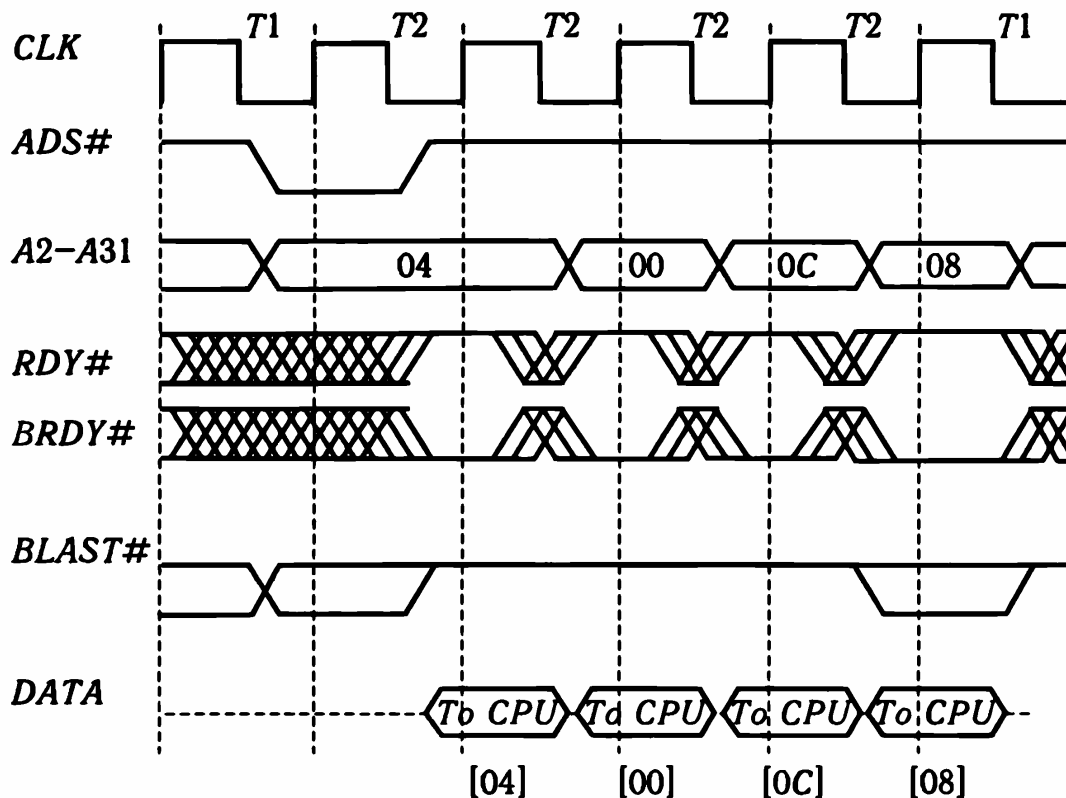 CLK T1 T2 T2 T2 T2 T1
ADS#
A2-A31 04 00 0C 08
RDY#
BRDY#
BLAST#
DATA To CPU To CPU To CPU To CPU
[04] [00] [0C] [08]